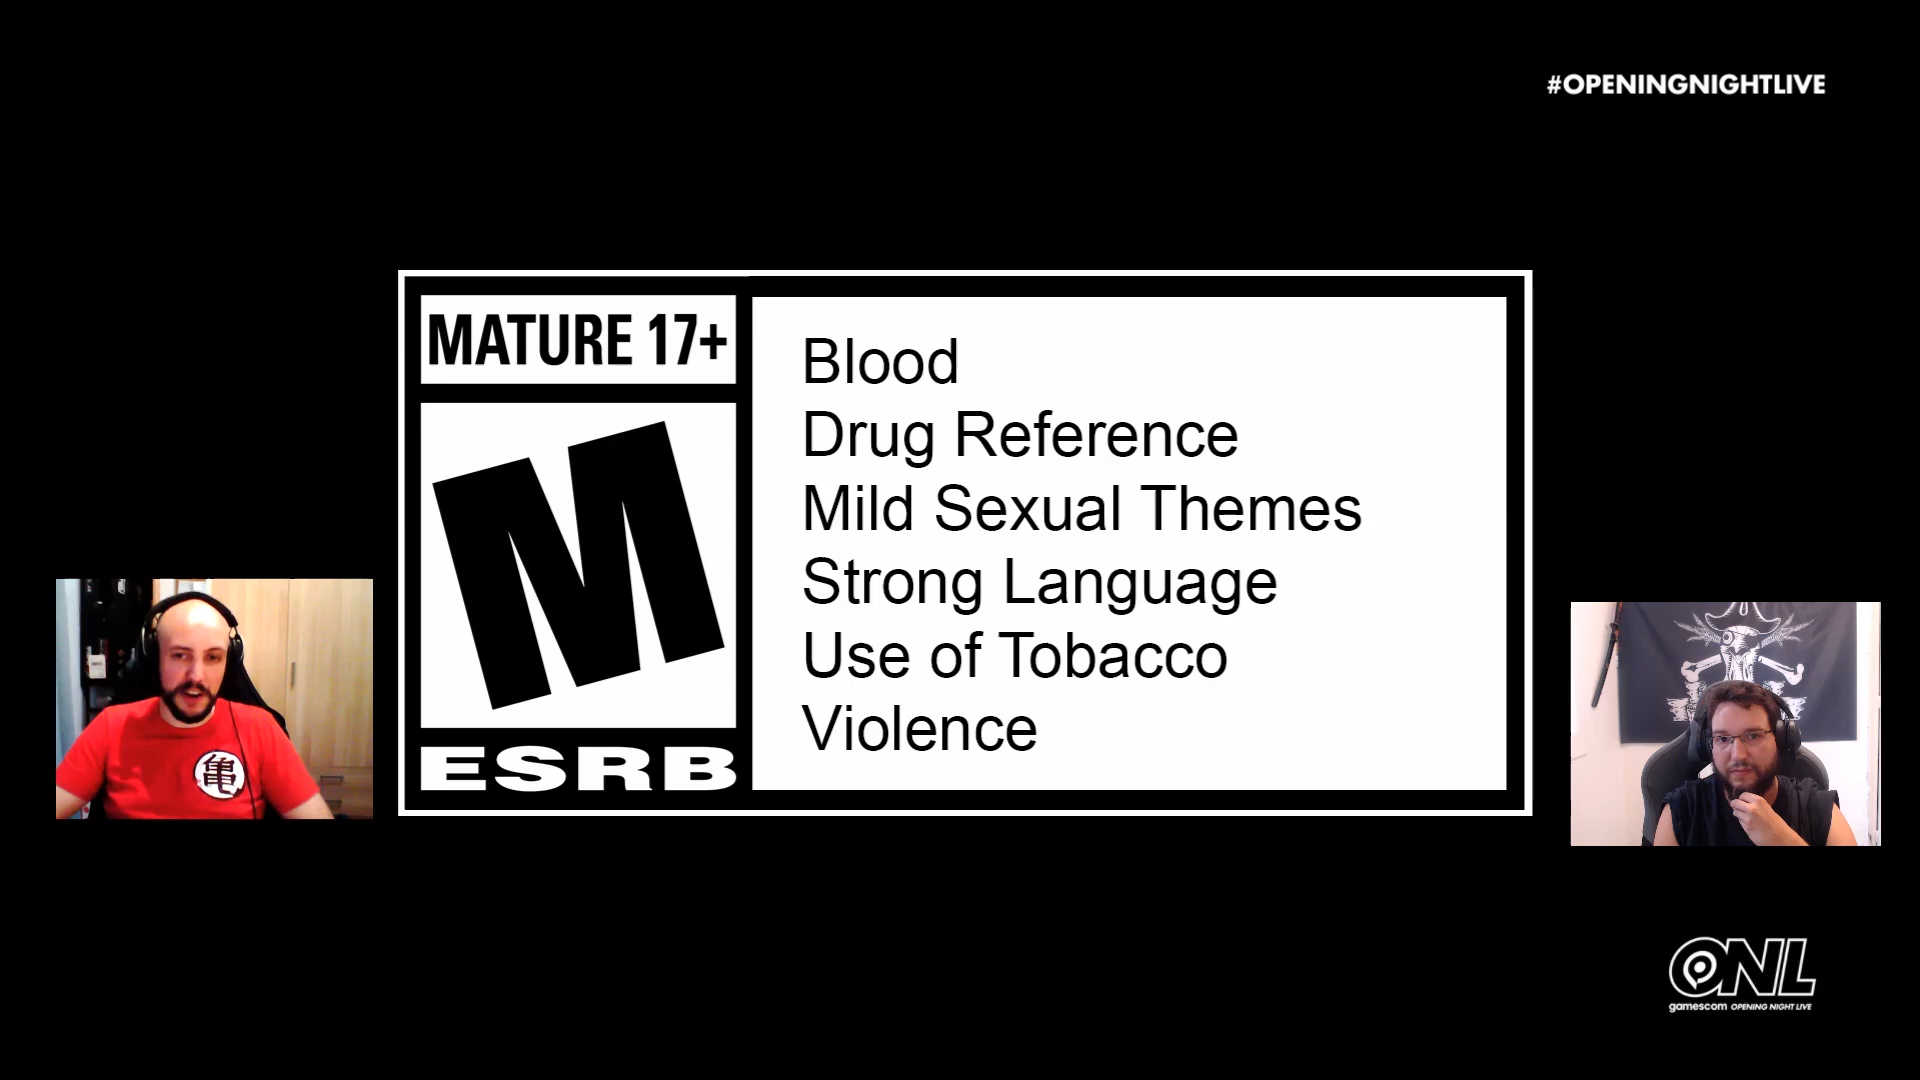 #OPENINGNIGHTLIVE
MATURE 17+
M
ESRB
Blood
Drug Reference
Mild Sexual Themes
Strong Language
Use of Tobacco
Violence
亀
ONL
gamescom OPENING NIGHT LIVE